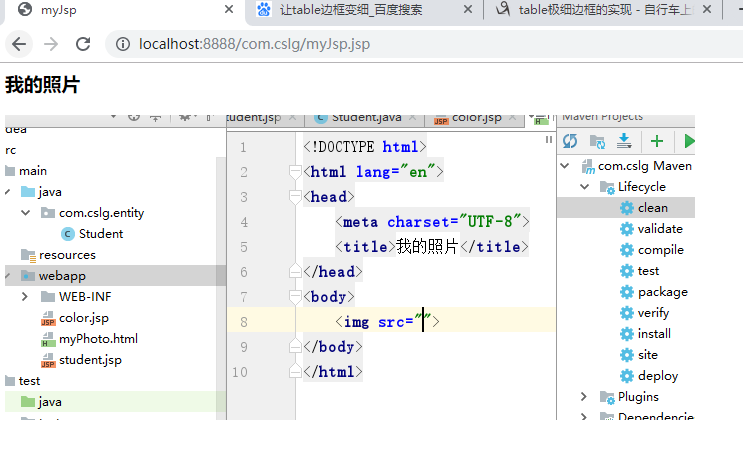 myJsp
让table边框变细_百度搜索
table极细边框的实现 - 自行车上
localhost:8888/com.cslg/myJsp.jsp
我的照片
tudent.jsp
Student.java
color.jsp
Maven Projects
dea
rc
main
java
com.cslg.entity
Student
resources
webapp
WEB-INF
color.jsp
myPhoto.html
student.jsp
test
java
1 <!DOCTYPE html>
2 <html lang="en">
3 <head>
4 <meta charset="UTF-8">
5 <title>我的照片</title>
6 </head>
7 <body>
8 <img src="">
9 </body>
10 </html>
com.cslg Maven
Lifecycle
clean
validate
compile
test
package
verify
install
site
deploy
Plugins
Dependencie